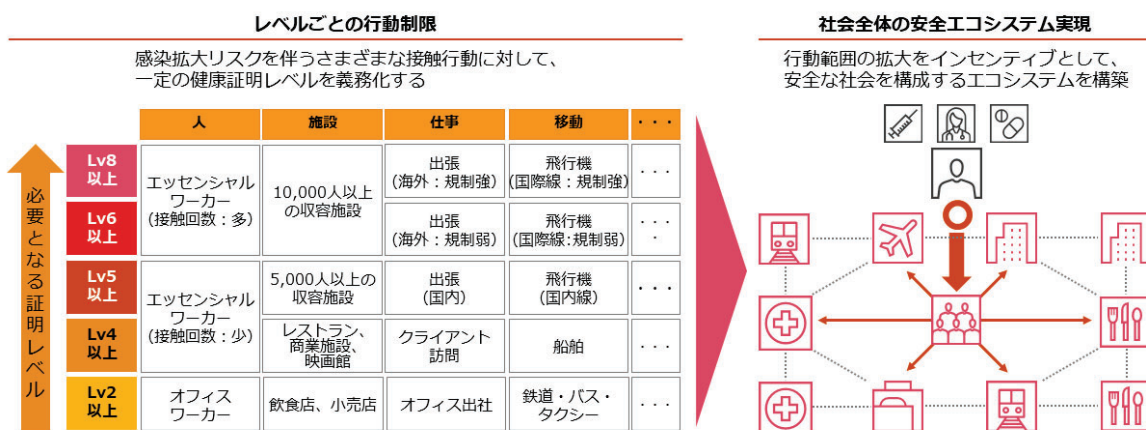 レベルごとの行動制限
感染拡大リスクを伴うさまざまな接触行動に対して、
一定の健康証明レベルを義務化する
必要となる証明レベル
人
施設
仕事
移動
・・・
Lv8
以上
Lv6
以上
エッセンシャル
ワーカー
(接触回数：多)
10,000人以上
の収容施設
出張
(海外：規制強)
飛行機
(国際線：規制強)
・・・
出張
(海外：規制弱)
飛行機
(国際線：規制弱)
・・・
Lv5
以上
Lv4
以上
エッセンシャル
ワーカー
(接触回数：少)
5,000人以上の
収容施設
出張
(国内)
飛行機
(国内線)
・・・
レストラン、
商業施設、
映画館
クライアント
訪問
船舶
・・・
Lv2
以上
オフィス
ワーカー
飲食店、小売店
オフィス出社
鉄道・バス・
タクシー
・・・
社会全体の安全エコシステム実現
行動範囲の拡大をインセンティブとして、
安全な社会を構成するエコシステムを構築